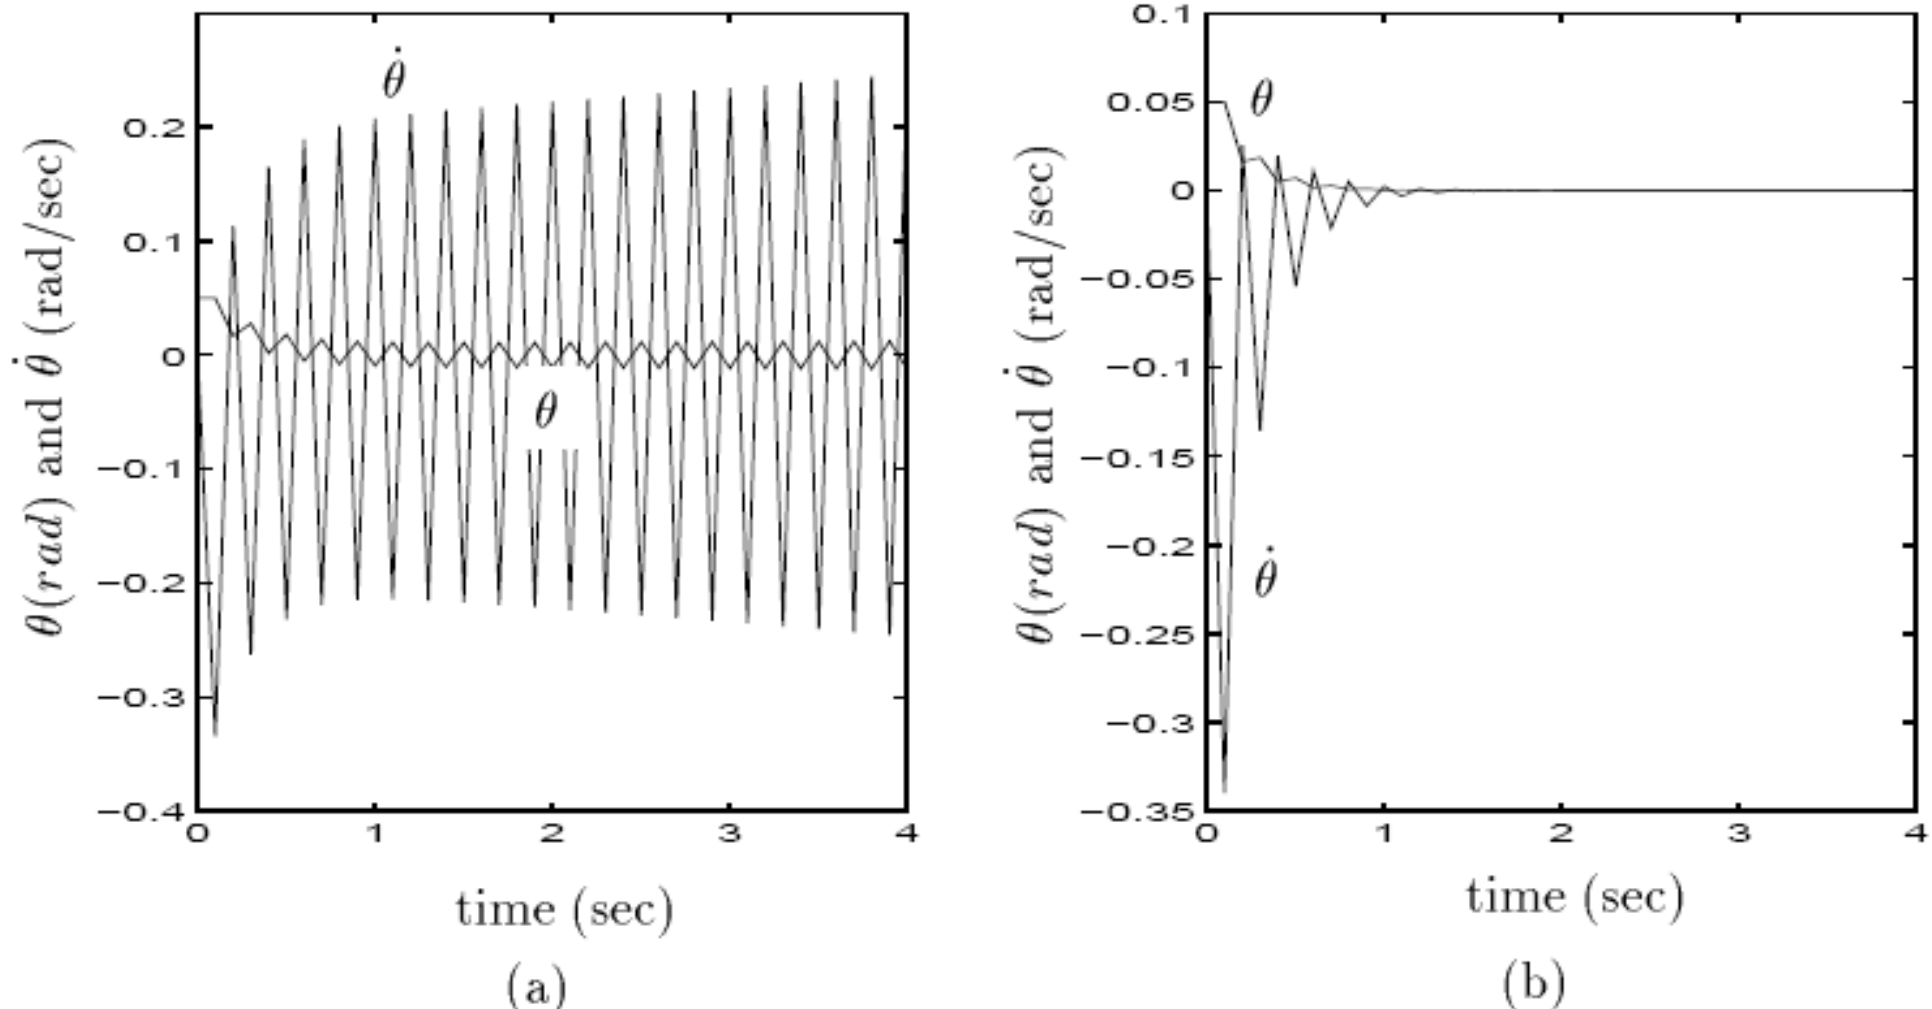 θ(rad) and θ̇ (rad/sec)
0.2
0.1
0
−0.1
−0.2
−0.3
−0.4
θ̇
θ
0 1 2 3 4
time (sec)
(a)
θ(rad) and θ̇ (rad/sec)
0.1
0.05
0
−0.05
−0.1
−0.15
−0.2
−0.25
−0.3
−0.35
θ
θ̇
0 1 2 3 4
time (sec)
(b)